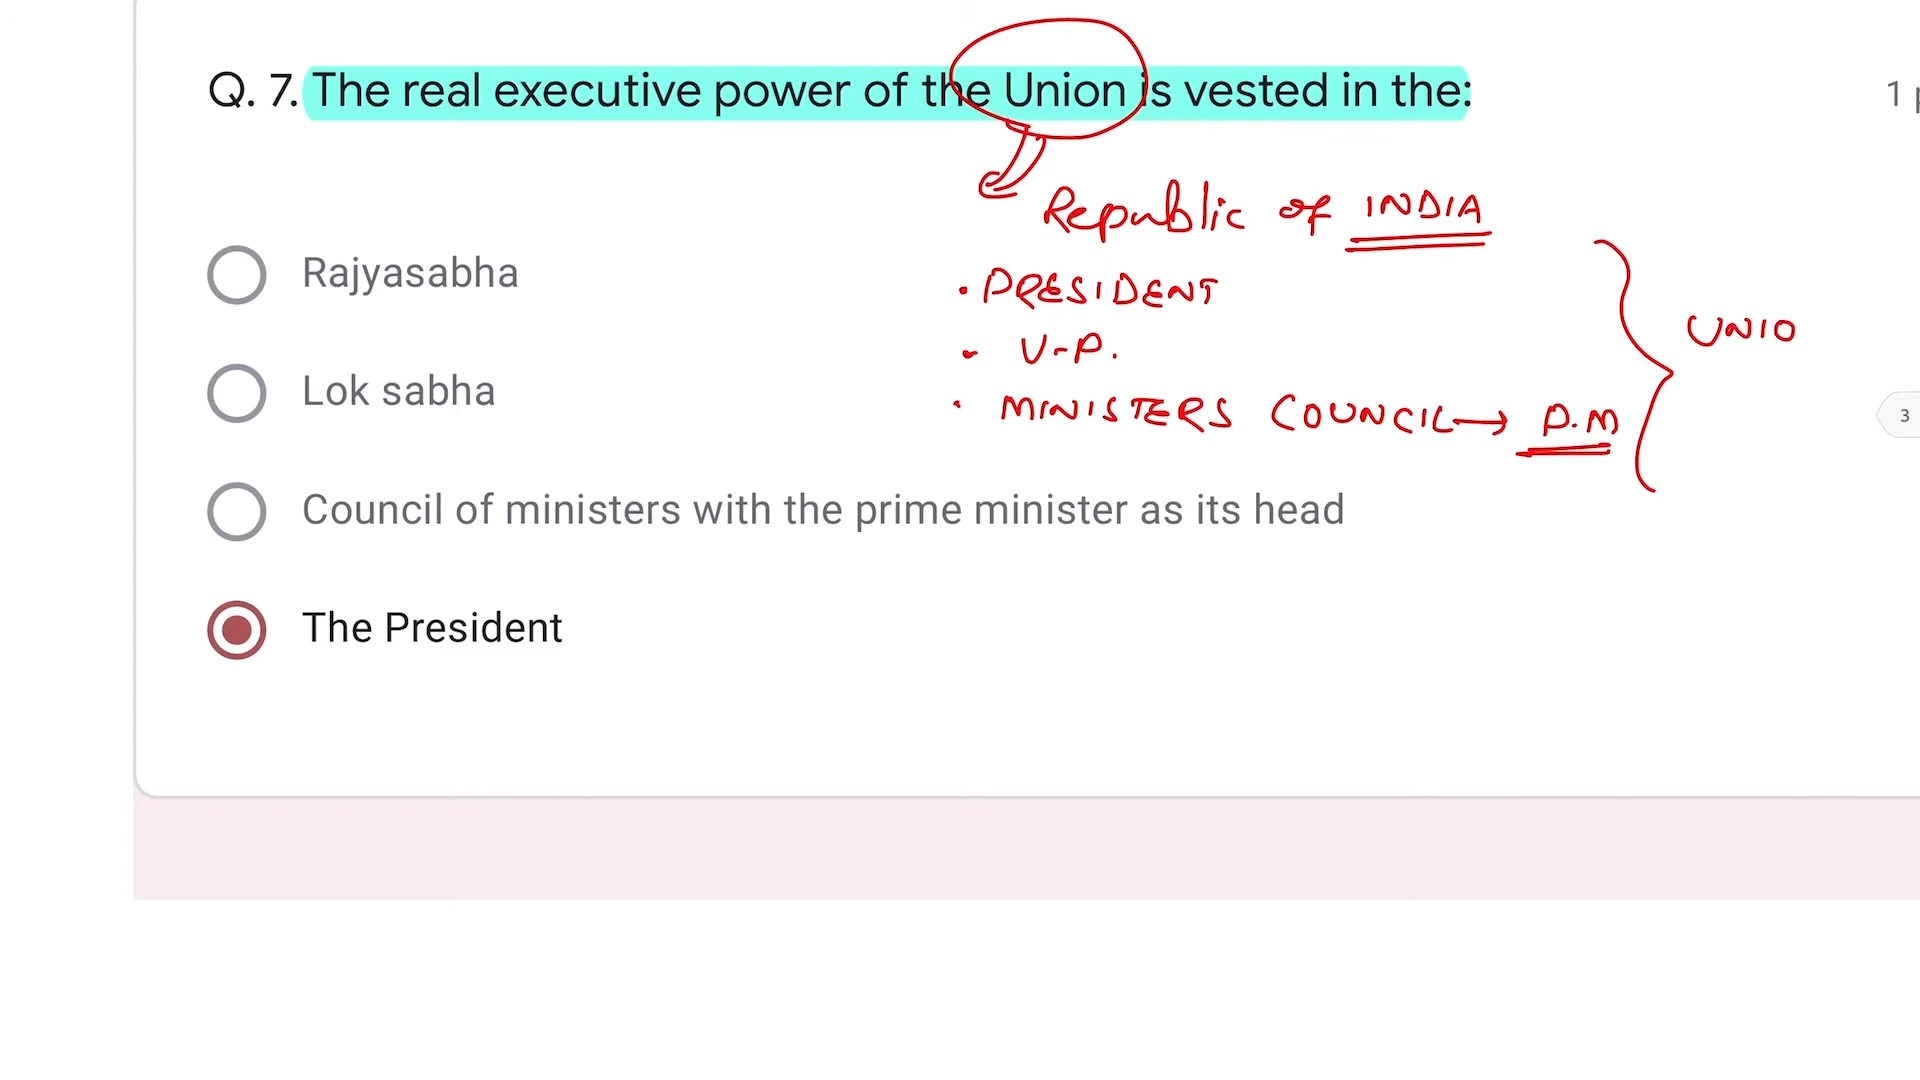 Q. 7. The real executive power of the Union is vested in the:
1 p
Republic of INDIA
Rajyasabha
• PRESIDENT
UNIO
• V-P.
Lok sabha
• MINISTERS COUNCIL → P.M
3
Council of ministers with the prime minister as its head
The President